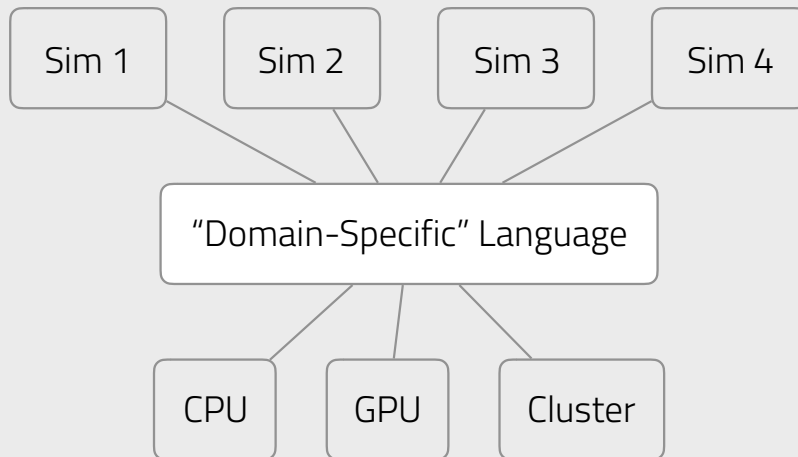 Sim 1
Sim 2
Sim 3
Sim 4
“Domain-Specific” Language
CPU
GPU
Cluster